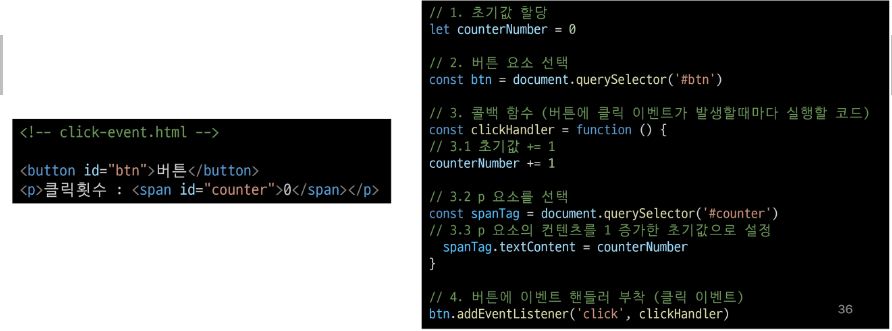 <!-- click-event.html -->
<button id="btn">버튼</button>
<p>클릭횟수 : <span id="counter">0</span></p>
// 1. 초기값 할당
let counterNumber = 0
// 2. 버튼 요소 선택
const btn = document.querySelector('#btn')
// 3. 콜백 함수 (버튼에 클릭 이벤트가 발생할때마다 실행할 코드)
const clickHandler = function () {
// 3.1 초기값 += 1
counterNumber += 1
// 3.2 p 요소를 선택
const spanTag = document.querySelector('#counter')
// 3.3 p 요소의 컨텐츠를 1 증가한 초기값으로 설정
spanTag.textContent = counterNumber
}
// 4. 버튼에 이벤트 핸들러 부착 (클릭 이벤트)
btn.addEventListener('click', clickHandler)
36